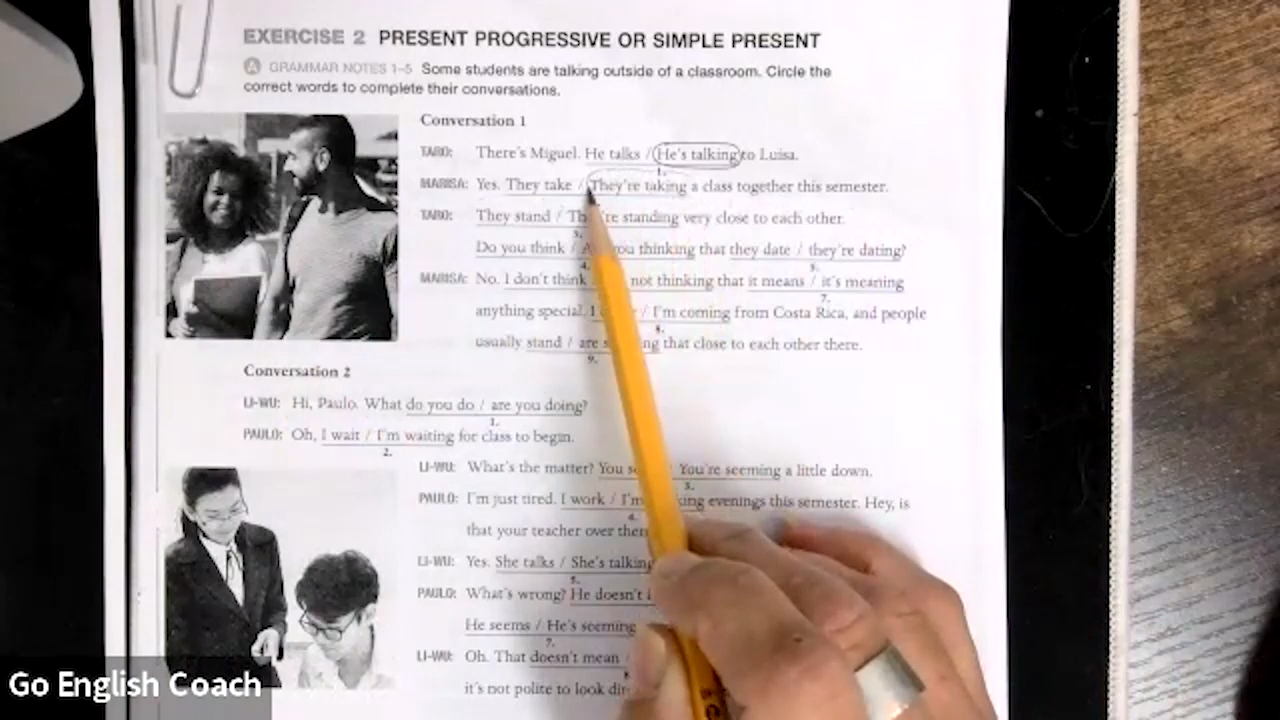 EXERCISE 2 PRESENT PROGRESSIVE OR SIMPLE PRESENT
A GRAMMAR NOTES 1–5 Some students are talking outside of a classroom. Circle the
correct words to complete their conversations.
Conversation 1
TARO: There's Miguel. He talks / He's talking to Luisa.
1.
MARISA: Yes. They take / They're taking a class together this semester.
TARO: They stand / They're standing very close to each other.
3.
Do you think / you thinking that they date / they're dating?
4. 5.
MARISA: No. I don't think not thinking that it means / it's meaning
7.
anything special. I / I'm coming from Costa Rica, and people
8.
usually stand / are that close to each other there.
9.
Conversation 2
LI-WU: Hi, Paulo. What do you do / are you doing?
1.
PAULO: Oh, I wait / I'm waiting for class to begin.
2.
LI-WU: What's the matter? You You're seeming a little down.
3.
PAULO: I'm just tired. I work / I'm evenings this semester. Hey, is
4.
that your teacher over there
LI-WU: Yes. She talks / She's talking
5.
PAULO: What's wrong? He doesn't
He seems / He's seeming
7.
LI-WU: Oh. That doesn't mean
it's not polite to look
Go English Coach